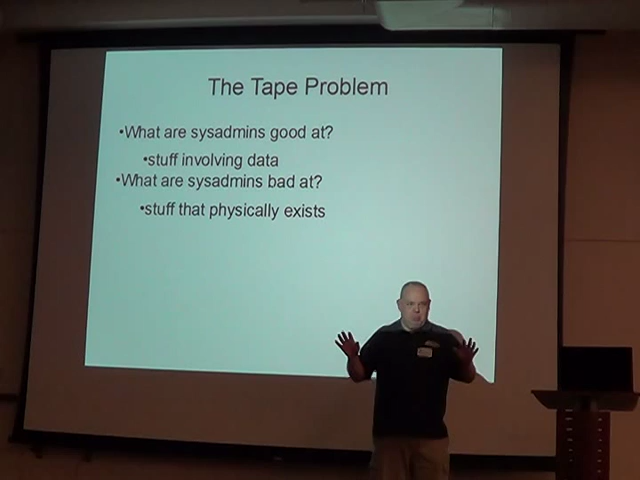 The Tape Problem
•What are sysadmins good at?
•stuff involving data
•What are sysadmins bad at?
•stuff that physically exists